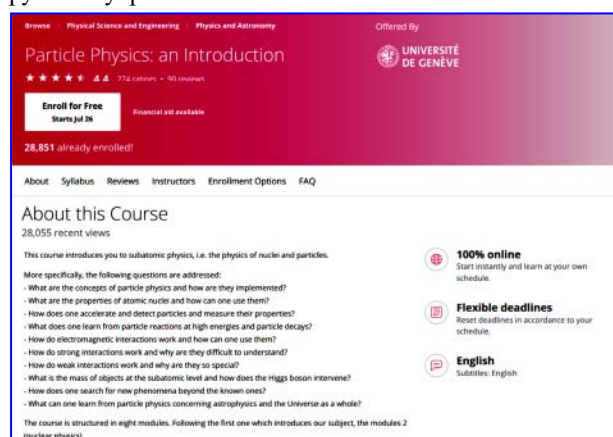 Browse Physical Science and Engineering Physics and Astronomy
Offered By
Particle Physics: an Introduction
UNIVERSITÉ
DE GENÈVE
4.4 274 ratings • 90 reviews
Enroll for Free
Starts Jul 26
Financial aid available
28,851 already enrolled!
About Syllabus Reviews Instructors Enrollment Options FAQ
About this Course
28,055 recent views
This course introduces you to subatomic physics, i.e. the physics of nuclei and particles.
More specifically, the following questions are addressed:
- What are the concepts of particle physics and how are they implemented?
- What are the properties of atomic nuclei and how can one use them?
- How does one accelerate and detect particles and measure their properties?
- What does one learn from particle reactions at high energies and particle decays?
- How do electromagnetic interactions work and how can one use them?
- How do strong interactions work and why are they difficult to understand?
- How do weak interactions work and why are they so special?
- What is the mass of objects at the subatomic level and how does the Higgs boson intervene?
- How does one search for new phenomena beyond the known ones?
- What can one learn from particle physics concerning astrophysics and the Universe as a whole?
The course is structured in eight modules. Following the first one which introduces our subject, the modules 2
(nuclear physics)
100% online
Start instantly and learn at your own
schedule.
Flexible deadlines
Reset deadlines in accordance to your
schedule.
English
Subtitles: English